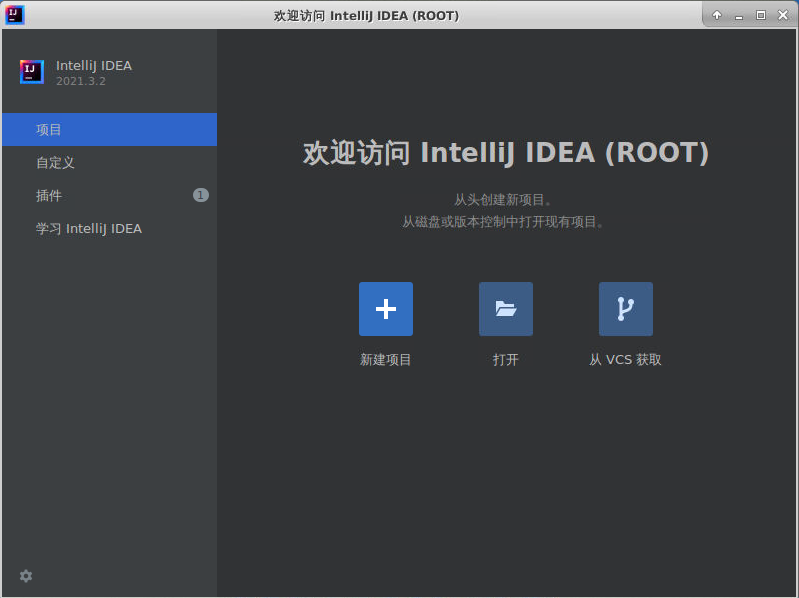 欢迎访问 IntelliJ IDEA (ROOT)
IntelliJ IDEA
2021.3.2
项目
自定义
插件 1
学习 IntelliJ IDEA
欢迎访问 IntelliJ IDEA (ROOT)
从头创建新项目。
从磁盘或版本控制中打开现有项目。
新建项目
打开
从 VCS 获取